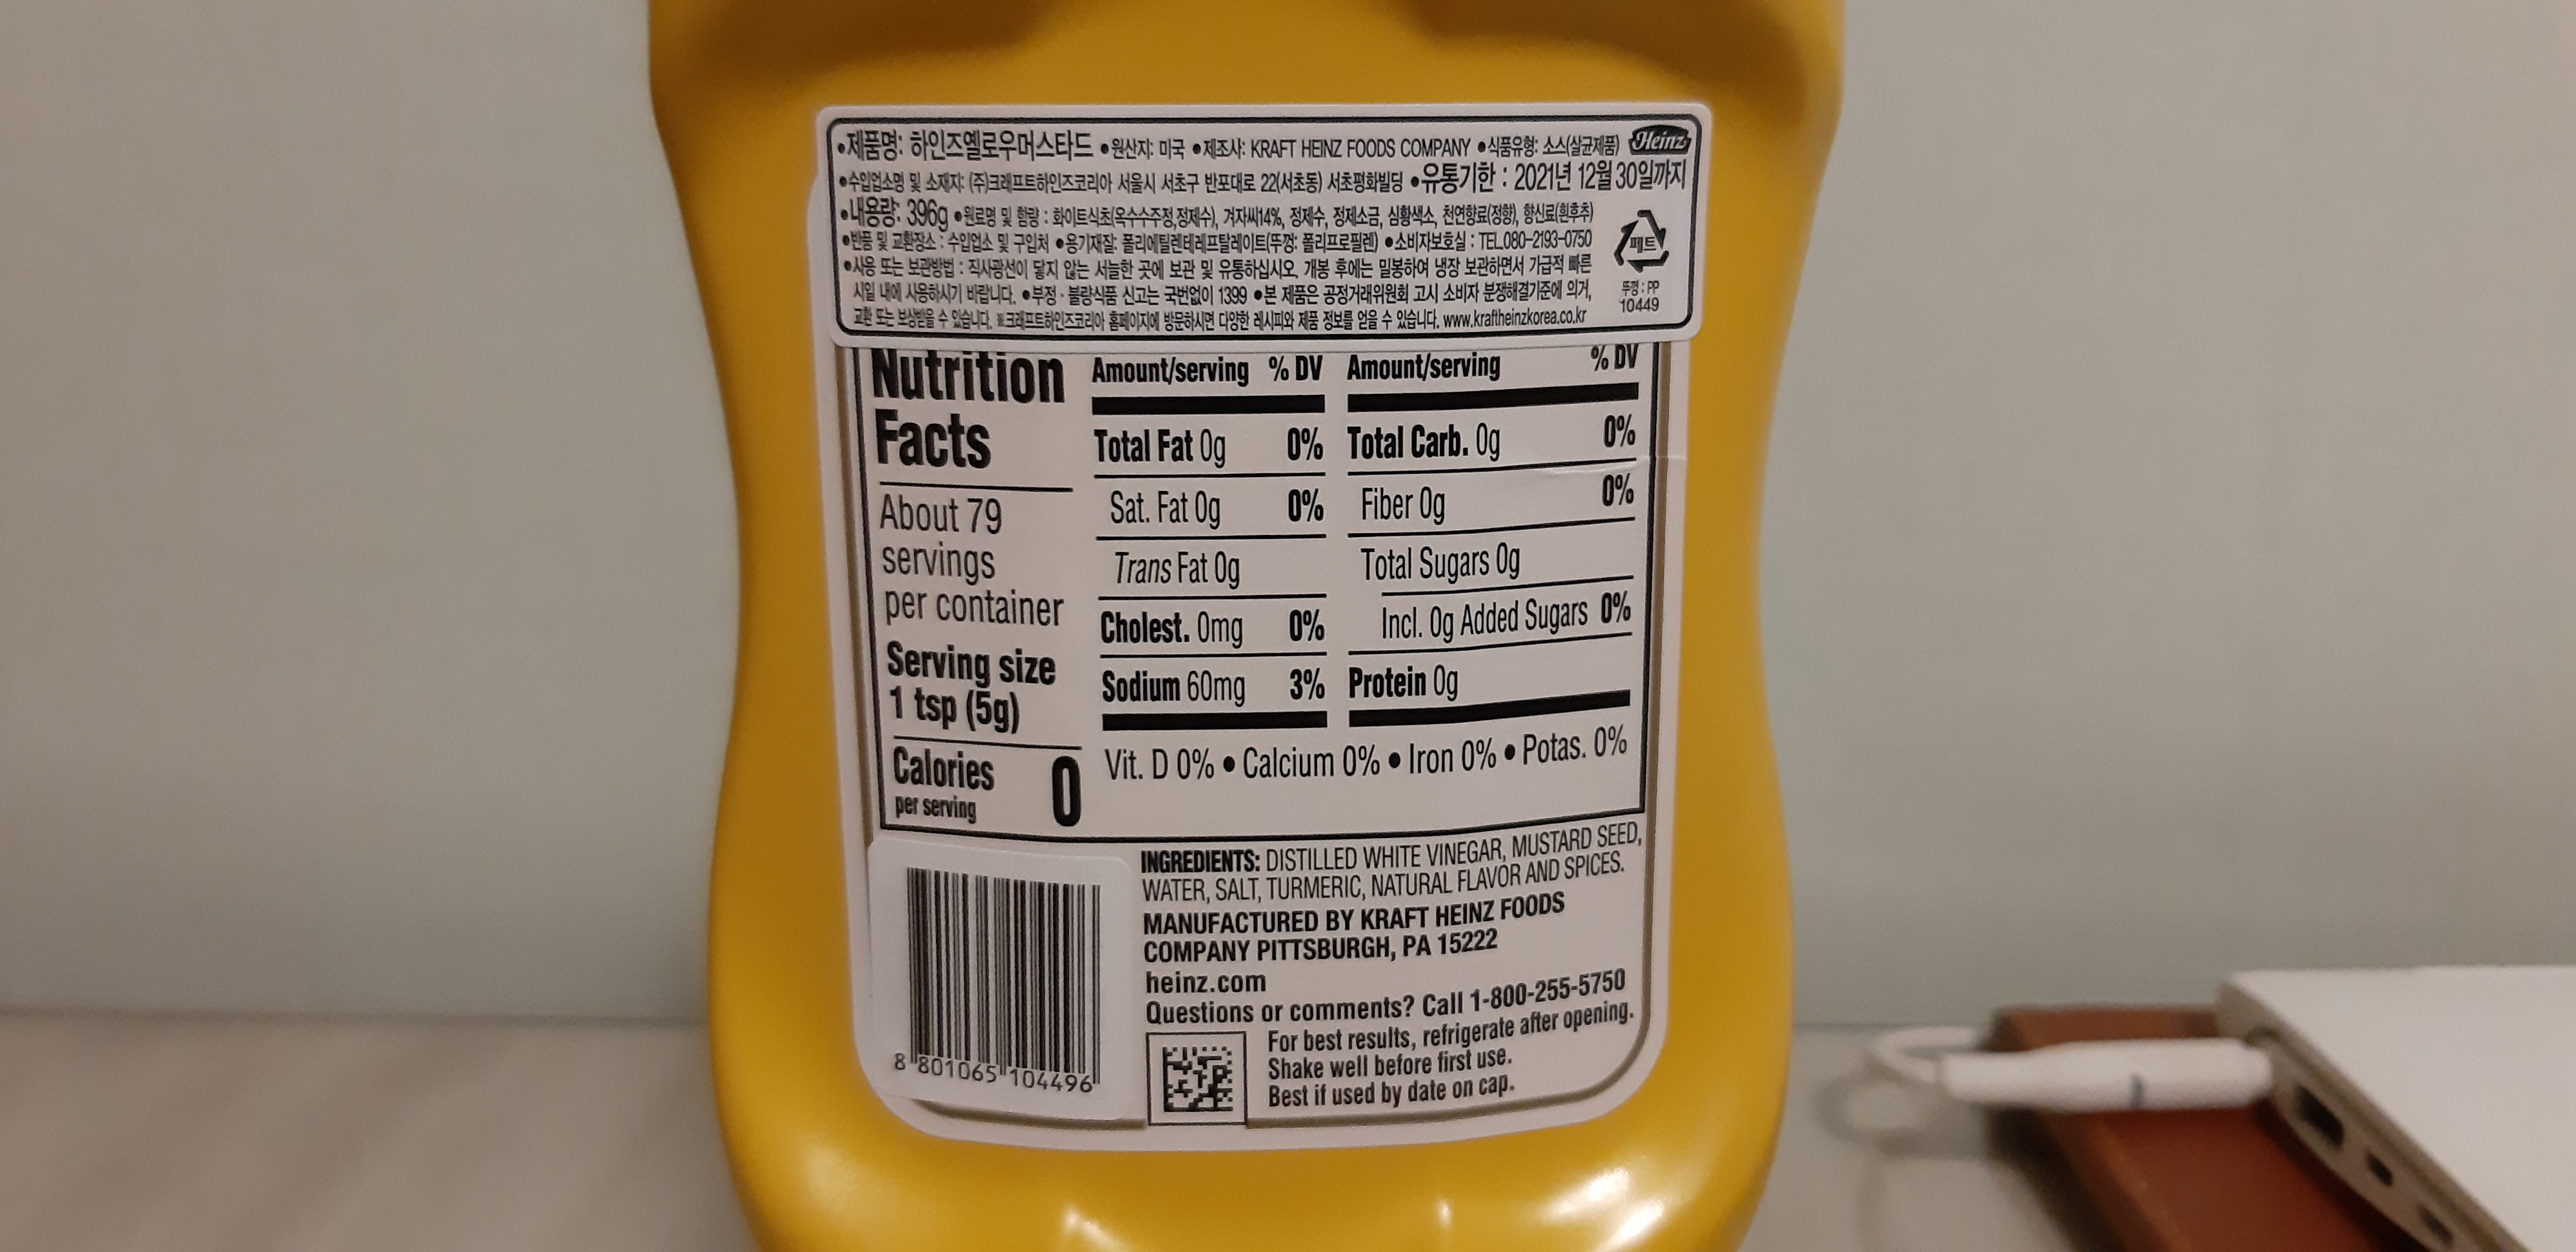 •제품명: 하인즈옐로우머스타드 •원산지: 미국 •제조사: KRAFT HEINZ FOODS COMPANY •식품유형: 소스(살균제품) Heinz
•수입업소명 및 소재지: (주)크래프트하인즈코리아 서울시 서초구 반포대로 22(서초동) 서초평화빌딩 •유통기한 : 2021년 12월 30일까지
•내용량: 396g •원료명 및 함량 : 화이트식초(옥수수주정,정제수), 겨자씨14%, 정제수, 정제소금, 심황색소, 천연향료(정향), 향신료(흰후추)
•반품 및 교환장소 : 수입업소 및 구입처 •용기재질: 폴리에틸렌테레프탈레이트(뚜껑: 폴리프로필렌) •소비자보호실 : TEL.080-2193-0750
페트
•사용 또는 보관방법 : 직사광선이 닿지 않는 서늘한 곳에 보관 및 유통하십시오. 개봉 후에는 밀봉하여 냉장 보관하면서 가급적 빠른
시일 내에 사용하시기 바랍니다. •부정 · 불량식품 신고는 국번없이 1399 •본 제품은 공정거래위원회 고시 소비자 분쟁해결기준에 의거,
교환 또는 보상받을 수 있습니다. ※크래프트하인즈코리아 홈페이지에 방문하시면 다양한 레시피와 제품 정보를 얻을 수 있습니다. www.kraftheinzkorea.co.kr
뚜껑 : PP
10449
Nutrition
Facts
About 79
servings
per container
Serving size
1 tsp (5g)
Calories 0
per serving
Amount/serving % DV
Total Fat 0g 0%
Sat. Fat 0g 0%
Trans Fat 0g
Cholest. 0mg 0%
Sodium 60mg 3%
Amount/serving % DV
Total Carb. 0g 0%
Fiber 0g 0%
Total Sugars 0g
Incl. 0g Added Sugars 0%
Protein 0g
Vit. D 0% • Calcium 0% • Iron 0% • Potas. 0%
INGREDIENTS: DISTILLED WHITE VINEGAR, MUSTARD SEED,
WATER, SALT, TURMERIC, NATURAL FLAVOR AND SPICES.
MANUFACTURED BY KRAFT HEINZ FOODS
COMPANY PITTSBURGH, PA 15222
heinz.com
Questions or comments? Call 1-800-255-5750
For best results, refrigerate after opening.
Shake well before first use.
Best if used by date on cap.
8 801065 104496